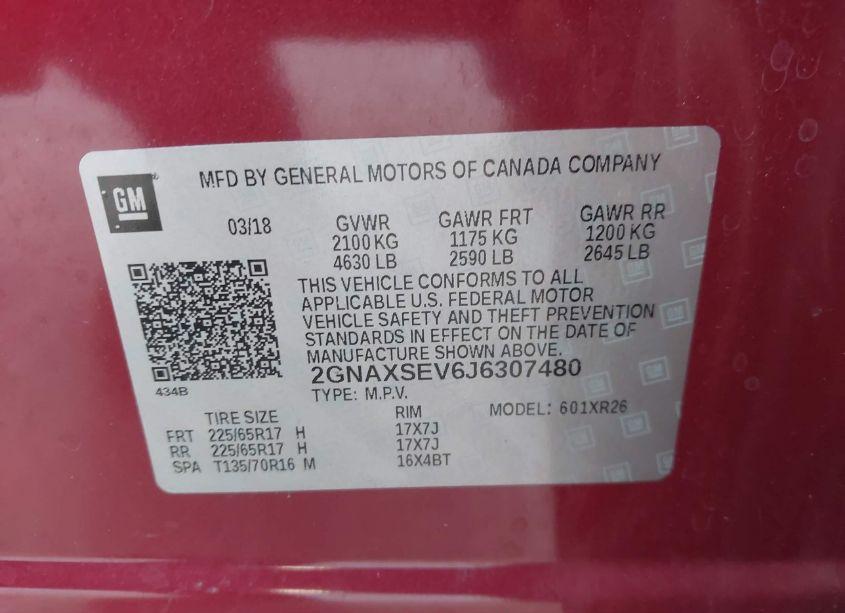 GM
MFD BY GENERAL MOTORS OF CANADA COMPANY
03/18 GVWR GAWR FRT GAWR RR
2100 KG 1175 KG 1200 KG
4630 LB 2590 LB 2645 LB
THIS VEHICLE CONFORMS TO ALL
APPLICABLE U.S. FEDERAL MOTOR
VEHICLE SAFETY AND THEFT PREVENTION
STANDARDS IN EFFECT ON THE DATE OF
MANUFACTURE SHOWN ABOVE.
2GNAXSEV6J6307480
434B
TYPE: M.P.V.
TIRE SIZE RIM MODEL: 601XR26
FRT 225/65R17 H 17X7J
RR 225/65R17 H 17X7J
SPA T135/70R16 M 16X4BT